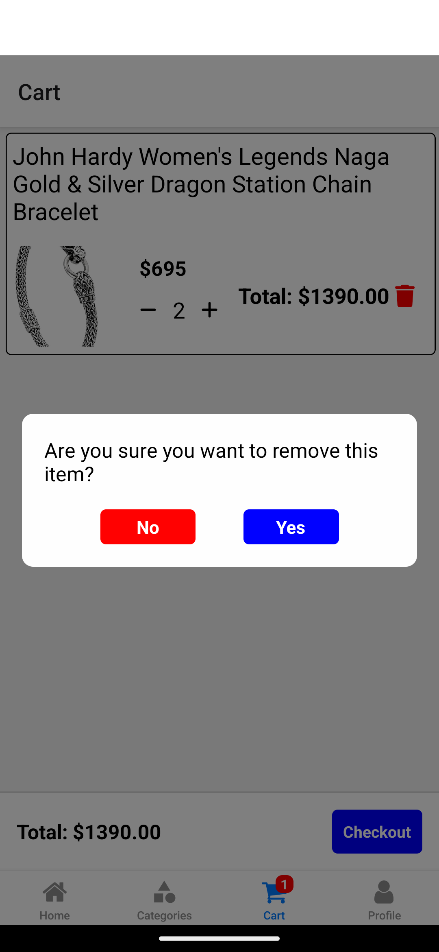 Cart
John Hardy Women's Legends Naga
Gold & Silver Dragon Station Chain
Bracelet
$695
2
Total: $1390.00
Are you sure you want to remove this
item?
No
Yes
Total: $1390.00
Checkout
1
Home
Categories
Cart
Profile